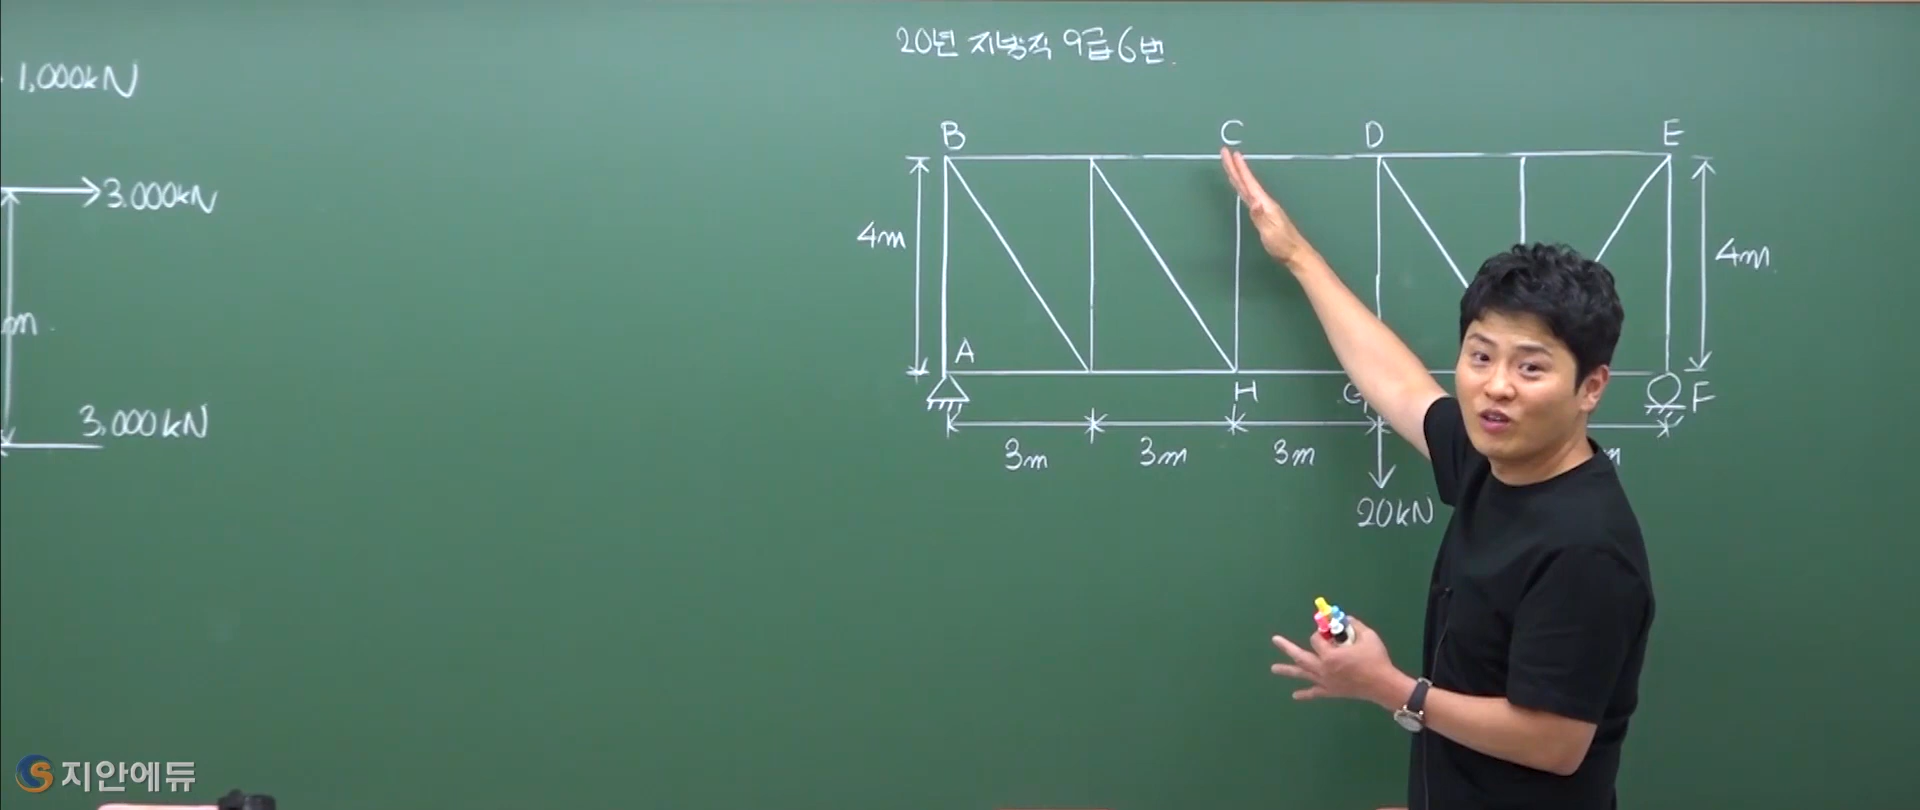 20년 지방직 9급 6번.
1,000kN
3.000kN
m.
3,000kN
B C D E
4m
4m.
A
H G F
3m 3m 3m m
20kN
지안에듀